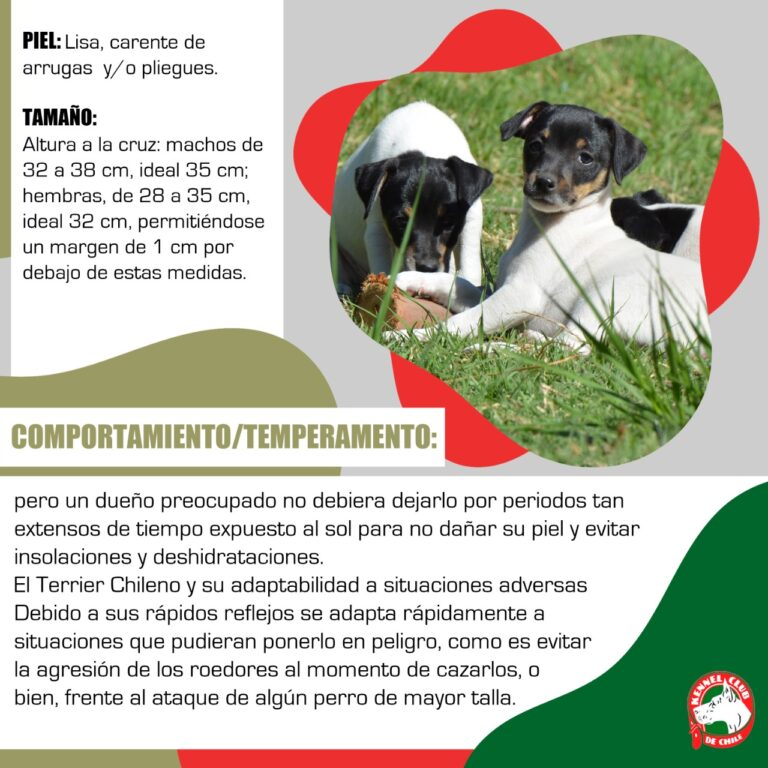 PIEL: Lisa, carente de
arrugas y/o pliegues.
TAMAÑO:
Altura a la cruz: machos de
32 a 38 cm, ideal 35 cm;
hembras, de 28 a 35 cm,
ideal 32 cm, permitiéndose
un margen de 1 cm por
debajo de estas medidas.
COMPORTAMIENTO/TEMPERAMENTO:
pero un dueño preocupado no debiera dejarlo por periodos tan
extensos de tiempo expuesto al sol para no dañar su piel y evitar
insolaciones y deshidrataciones.
El Terrier Chileno y su adaptabilidad a situaciones adversas
Debido a sus rápidos reflejos se adapta rápidamente a
situaciones que pudieran ponerlo en peligro, como es evitar
la agresión de los roedores al momento de cazarlos, o
bien, frente al ataque de algún perro de mayor talla.
KENNEL CLUB
DE CHILE